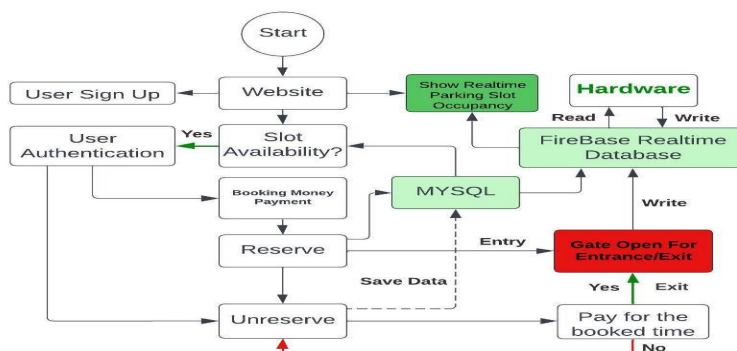 Start
User Sign Up
Website
Show Realtime
Parking Slot
Occupancy
Hardware
Read
Write
User
Authentication
Yes
Slot
Availability?
FireBase Realtime
Database
Booking Money
Payment
MYSQL
Write
Reserve
Entry
Gate Open For
Entrance/Exit
Save Data
Yes
Exit
Unreserve
Pay for the
booked time
No